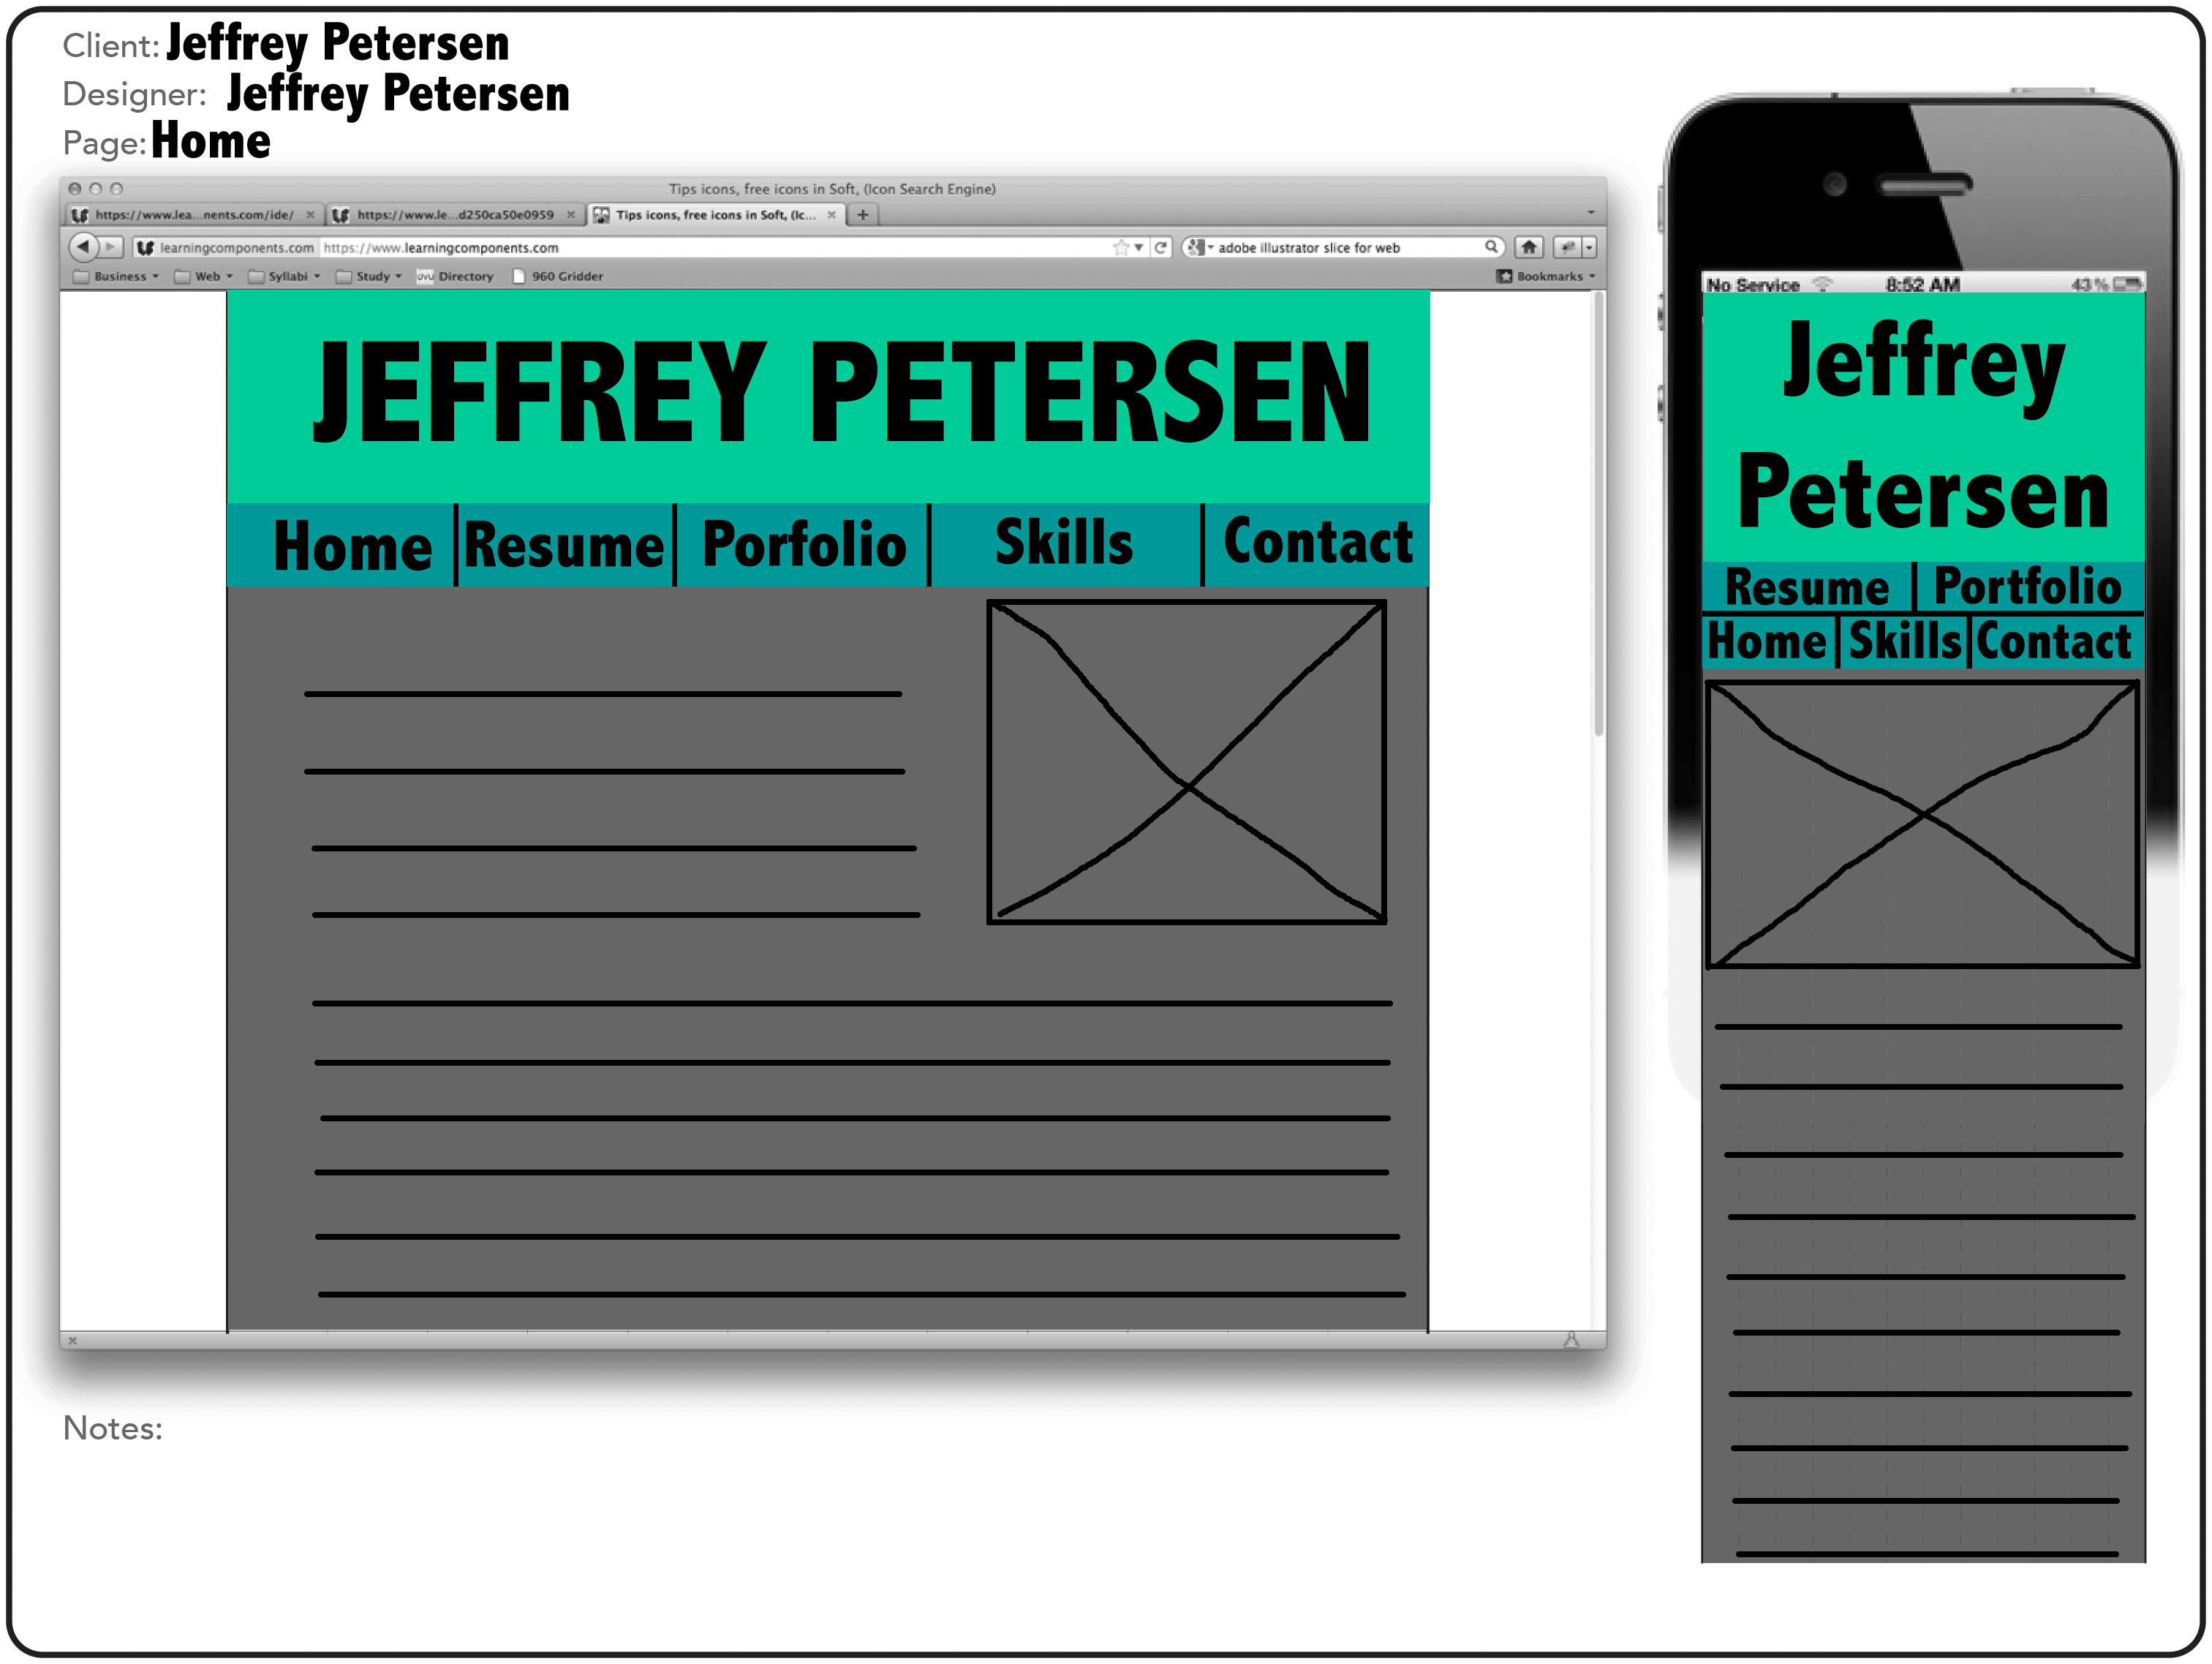 Client: Jeffrey Petersen
Designer: Jeffrey Petersen
Page: Home
Tips icons, free icons in Soft, (Icon Search Engine)
https://www.lea...nents.com/ide/ https://www.le...d250ca50e0959 Tips icons, free icons in Soft, (Ic...
learningcomponents.com https://www.learningcomponents.com adobe illustrator slice for web
Business Web Syllabi Study uvu Directory 960 Gridder Bookmarks
JEFFREY PETERSEN
Home Resume Porfolio Skills Contact
No Service 8:52 AM 43%
Jeffrey
Petersen
Resume Portfolio
Home Skills Contact
Notes: